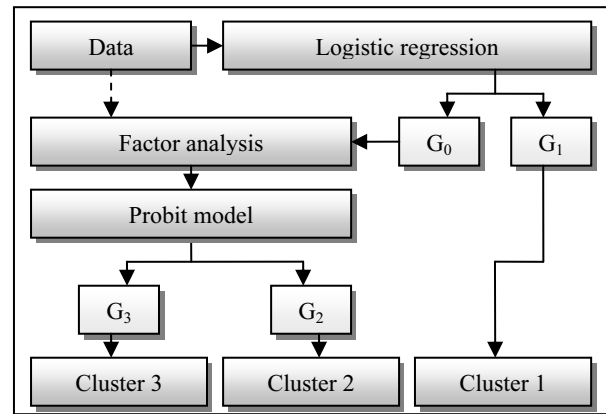 Data
Logistic regression
Factor analysis
G₀
G₁
Probit model
G₃
G₂
Cluster 3
Cluster 2
Cluster 1